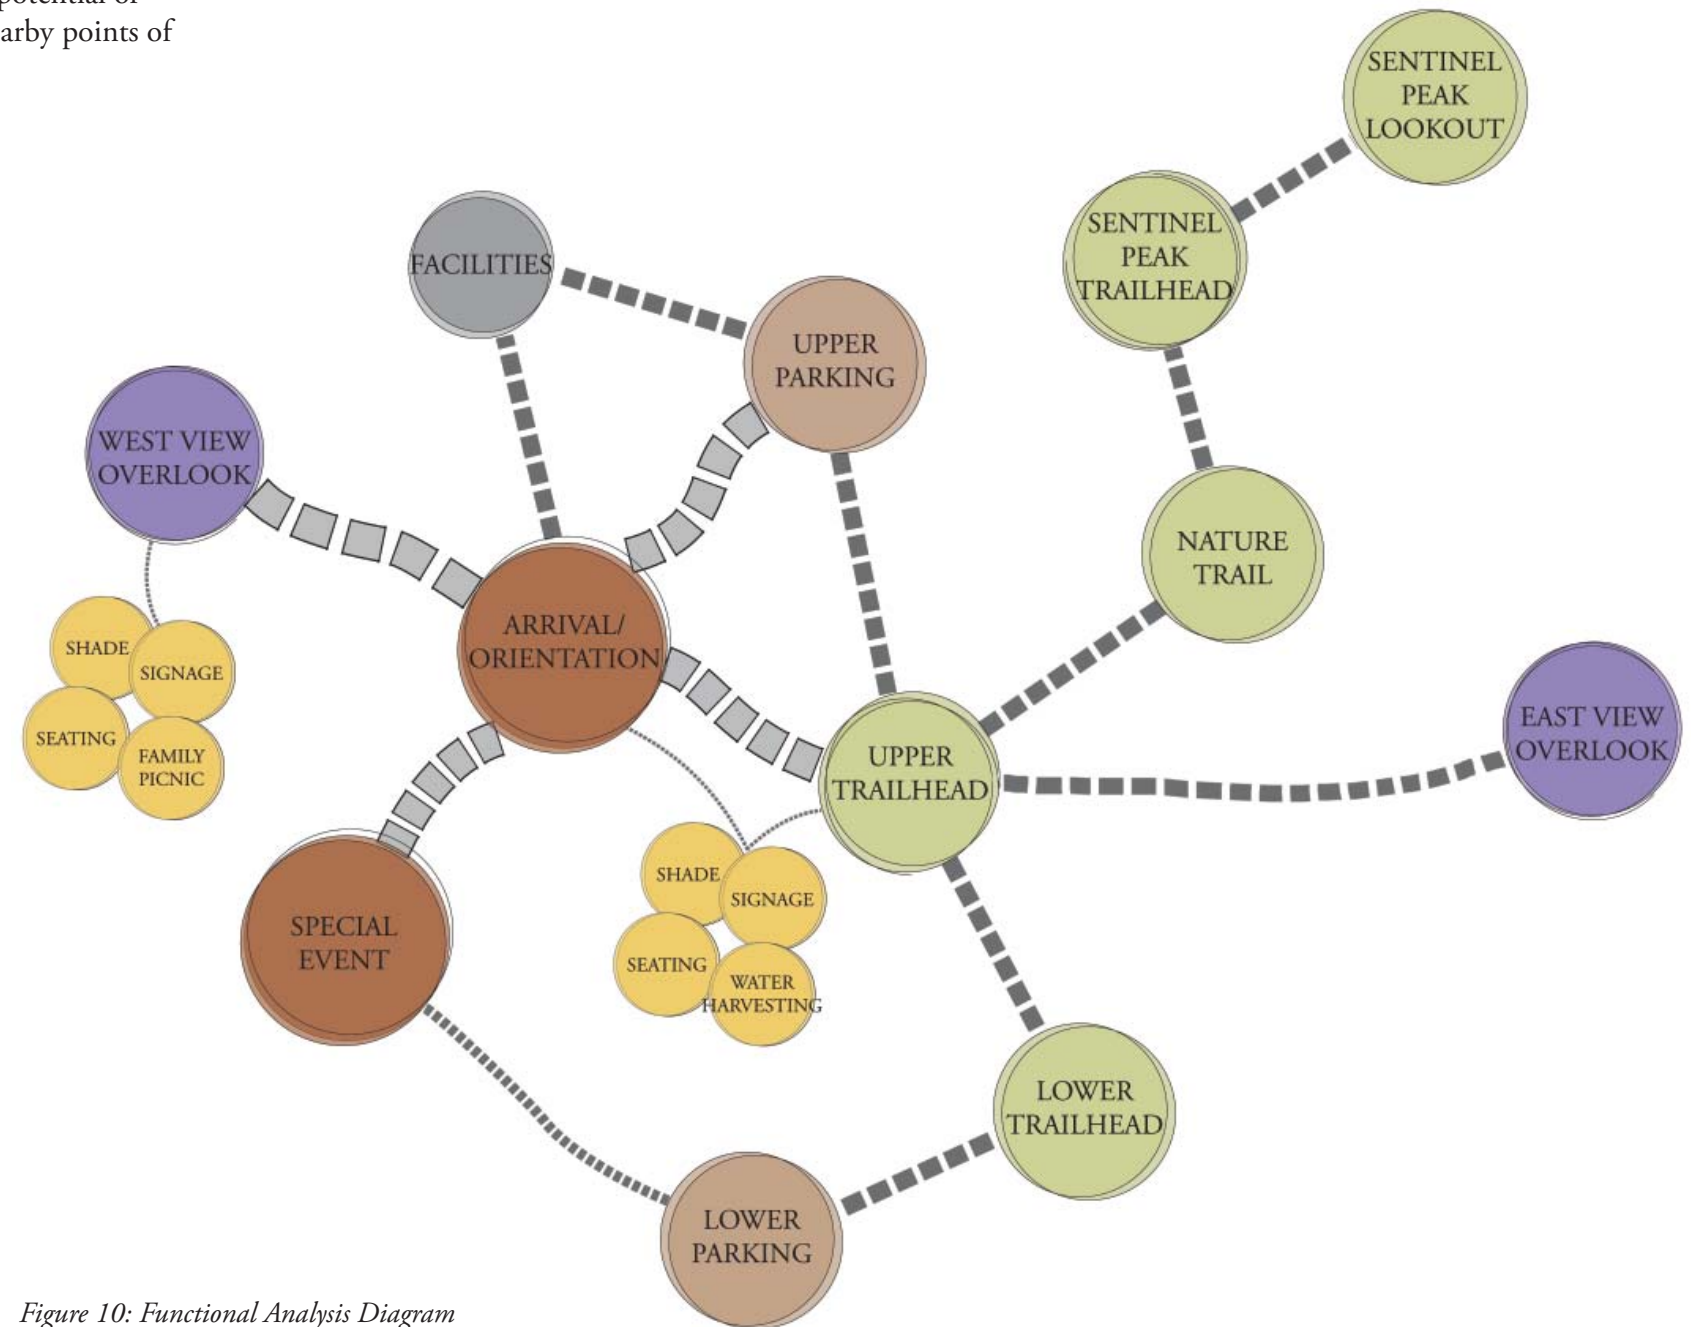 potential of
arby points of
SENTINEL
PEAK
LOOKOUT
SENTINEL
PEAK
TRAILHEAD
FACILITIES
UPPER
PARKING
WEST VIEW
OVERLOOK
NATURE
TRAIL
ARRIVAL/
ORIENTATION
SHADE
SIGNAGE
SEATING
FAMILY
PICNIC
UPPER
TRAILHEAD
EAST VIEW
OVERLOOK
SHADE
SIGNAGE
SEATING
WATER
HARVESTING
SPECIAL
EVENT
LOWER
TRAILHEAD
LOWER
PARKING
Figure 10: Functional Analysis Diagram